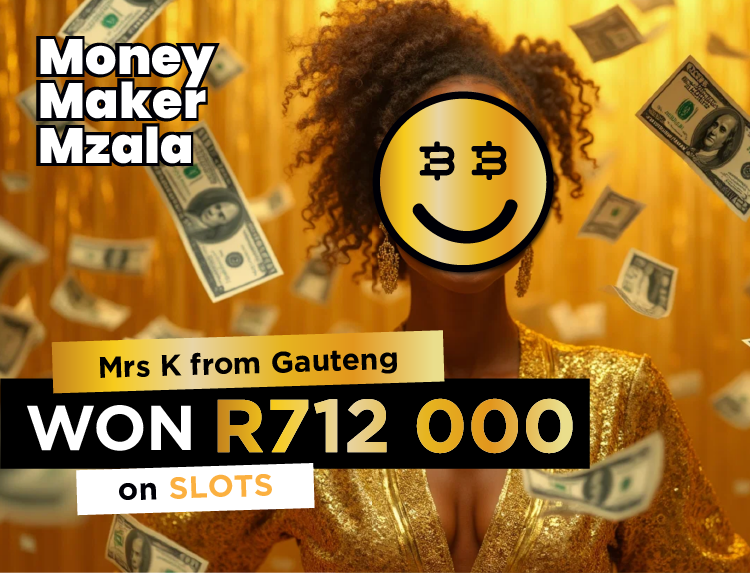 Money
Maker
Mzala
Mrs K from Gauteng
WON R712 000
on SLOTS